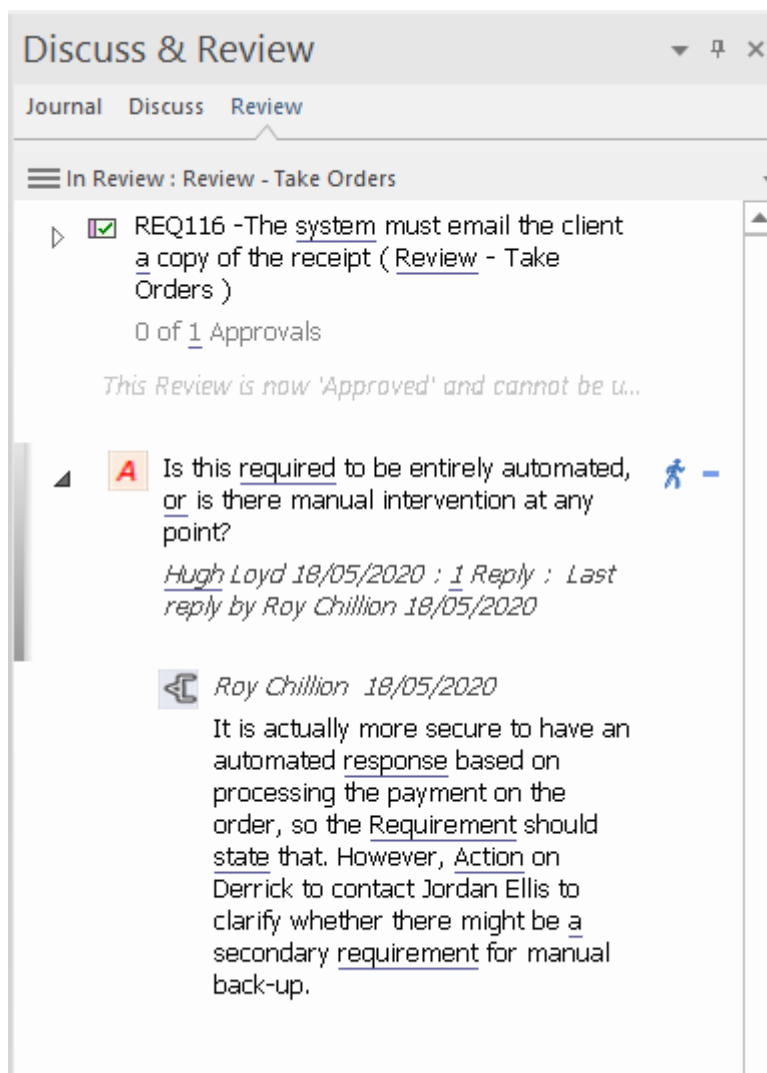 Discuss & Review
Journal Discuss Review
In Review : Review - Take Orders
REQ116 -The system must email the client
a copy of the receipt ( Review - Take
Orders )
0 of 1 Approvals
This Review is now 'Approved' and cannot be u...
A
Is this required to be entirely automated,
or is there manual intervention at any
point?
Hugh Loyd 18/05/2020 : 1 Reply : Last
reply by Roy Chillion 18/05/2020
Roy Chillion 18/05/2020
It is actually more secure to have an
automated response based on
processing the payment on the
order, so the Requirement should
state that. However, Action on
Derrick to contact Jordan Ellis to
clarify whether there might be a
secondary requirement for manual
back-up.